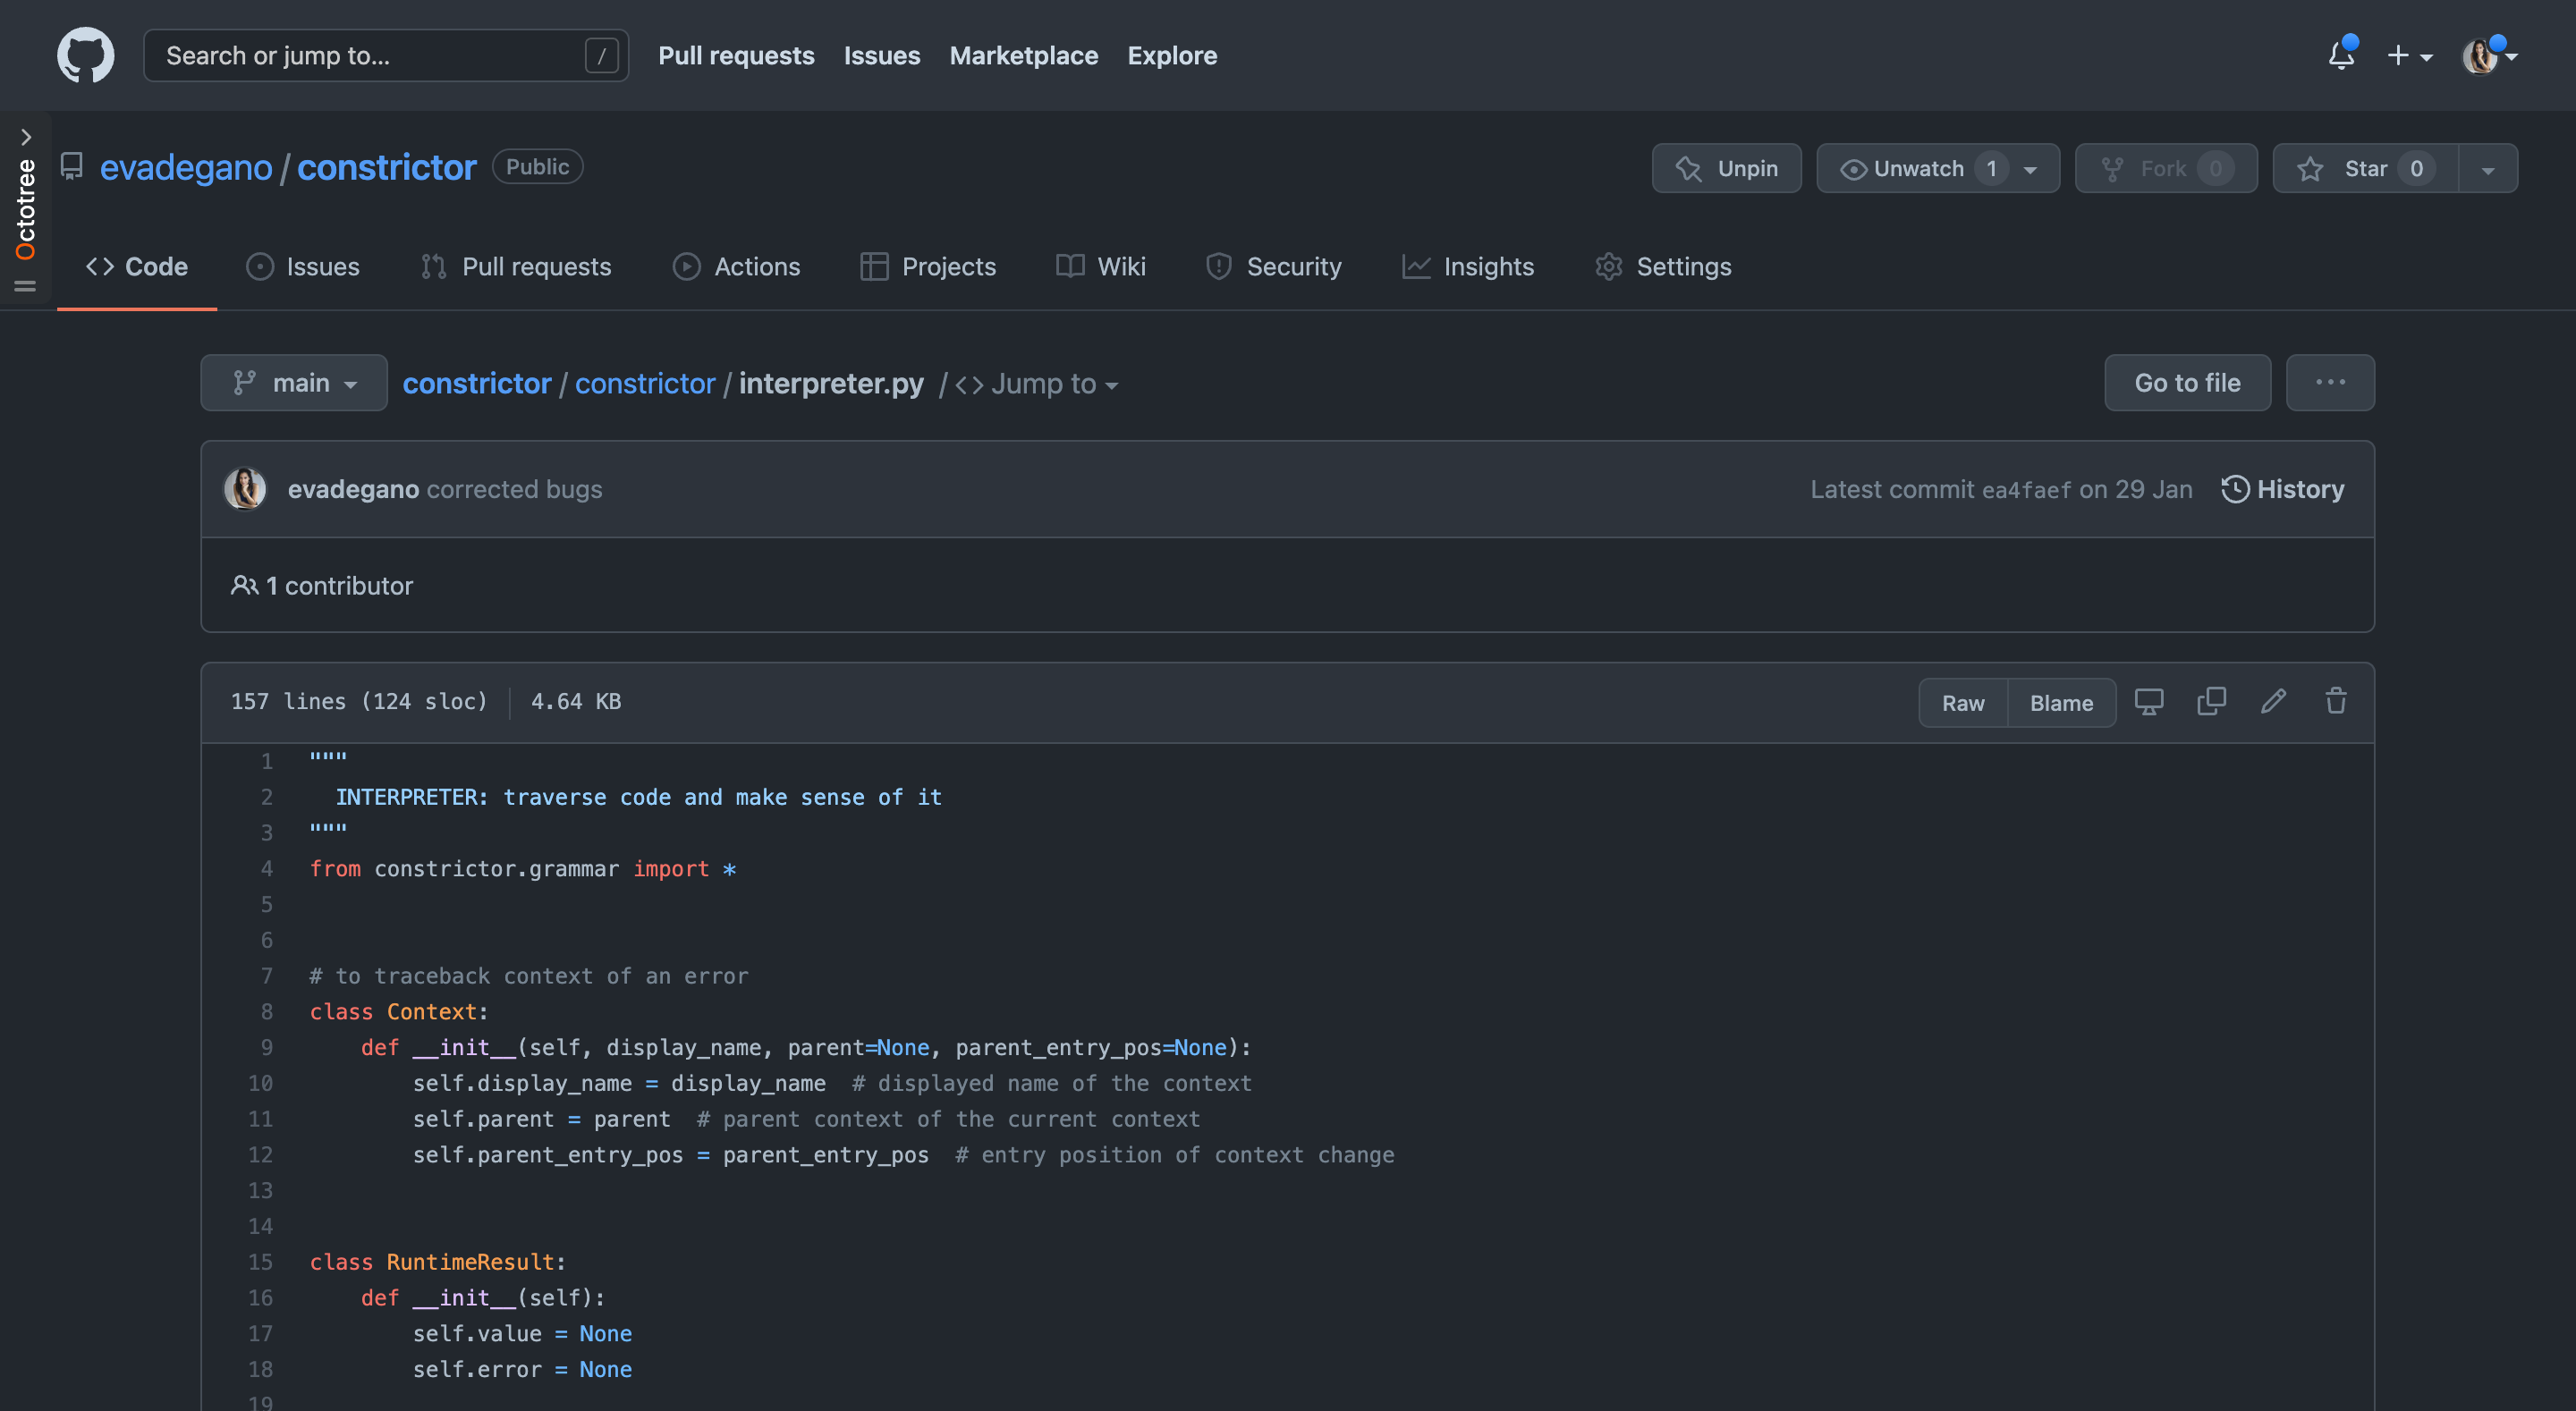 Search or jump to... / Pull requests Issues Marketplace Explore
Octotree
evadegano / constrictor Public Unpin Unwatch 1 Fork 0 Star 0
Code Issues Pull requests Actions Projects Wiki Security Insights Settings
main constrictor / constrictor / interpreter.py / <> Jump to Go to file ...
evadegano corrected bugs Latest commit ea4faef on 29 Jan History
1 contributor
157 lines (124 sloc) 4.64 KB Raw Blame
1 """
2 INTERPRETER: traverse code and make sense of it
3 """
4 from constrictor.grammar import *
5
6
7 # to traceback context of an error
8 class Context:
9 def __init__(self, display_name, parent=None, parent_entry_pos=None):
10 self.display_name = display_name # displayed name of the context
11 self.parent = parent # parent context of the current context
12 self.parent_entry_pos = parent_entry_pos # entry position of context change
13
14
15 class RuntimeResult:
16 def __init__(self):
17 self.value = None
18 self.error = None
19